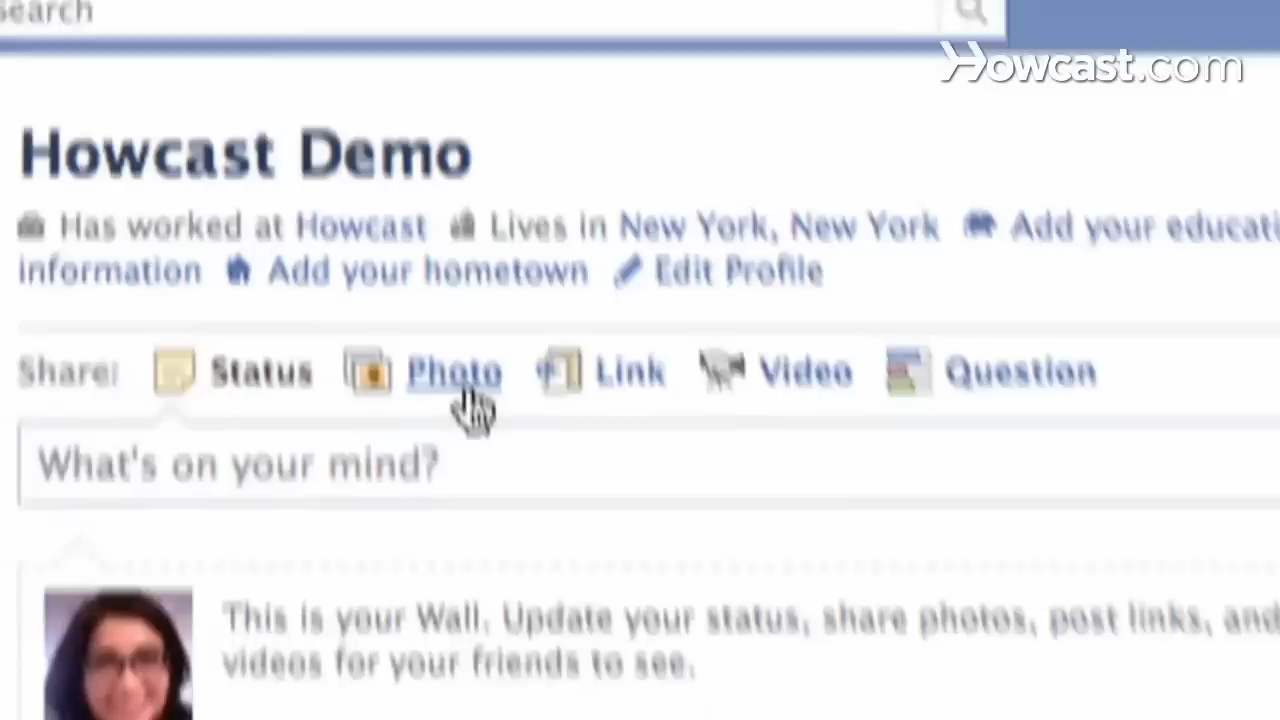 Search
Howcast.com
Howcast Demo
Has worked at Howcast Lives in New York, New York Add your educati
information Add your hometown Edit Profile
Share: Status Photo Link Video Question
What's on your mind?
This is your Wall. Update your status, share photos, post links, and
videos for your friends to see.